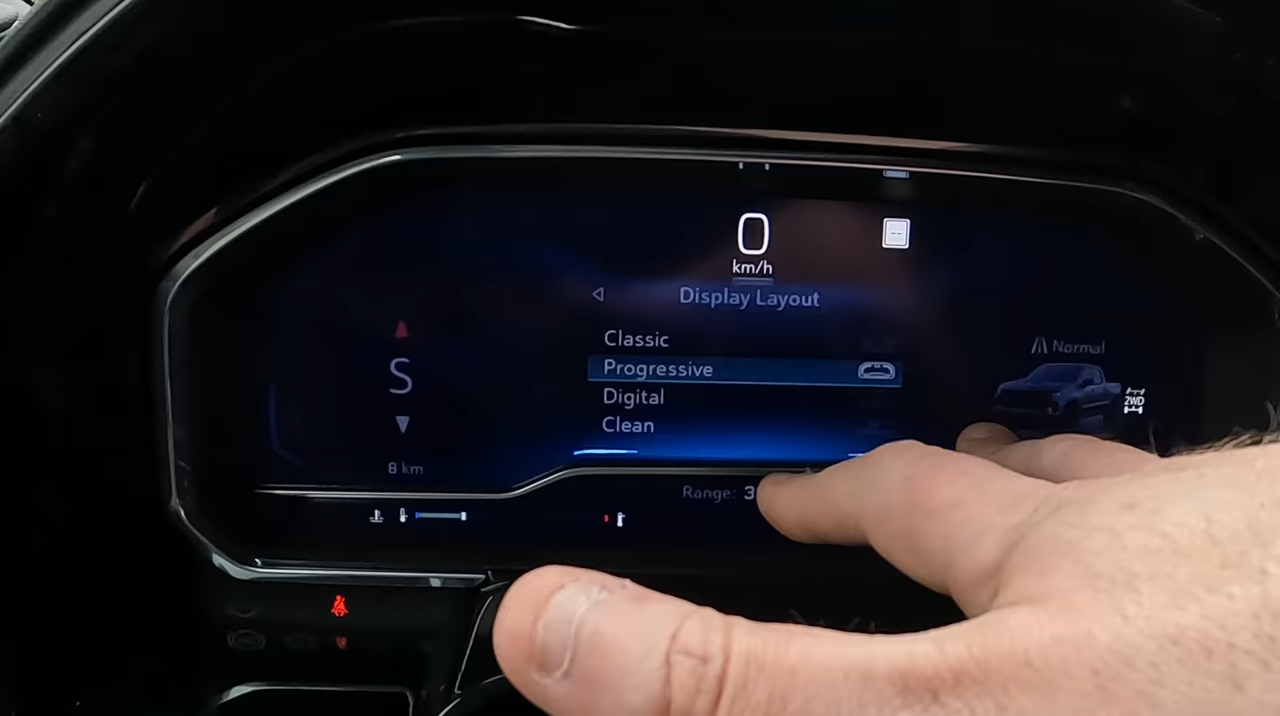 0
km/h
--
Display Layout
Classic
Progressive
Digital
Clean
S
8 km
Normal
2WD
Range: 3